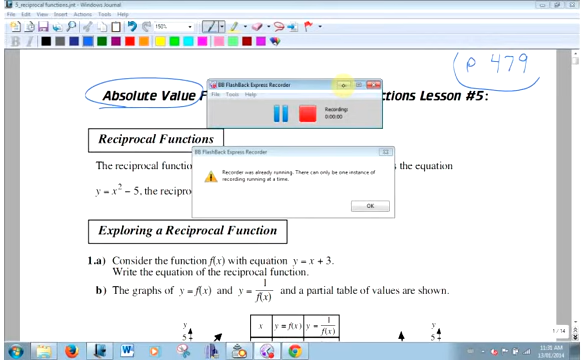 5_reciprocal functions.jnt - Windows Journal
File Edit View Insert Actions Tools Help
150%
B I
p 479
Absolute Value F
ctions Lesson #5:
BB FlashBack Express Recorder
File Tools Help
Recording:
0:00:00
Reciprocal Functions
BB FlashBack Express Recorder
Recorder was already running. There can only be one instance of
recording running at a time.
OK
The reciprocal functio
s the equation
y = x² − 5, the recipro
Exploring a Reciprocal Function
1.a) Consider the function f(x) with equation y = x + 3.
Write the equation of the reciprocal function.
b) The graphs of y = f(x) and y = 1/f(x) and a partial table of values are shown.
y
5
x y = f(x) y = 1/f(x)
y
5
1 / 14
11:31 AM
13/01/2014